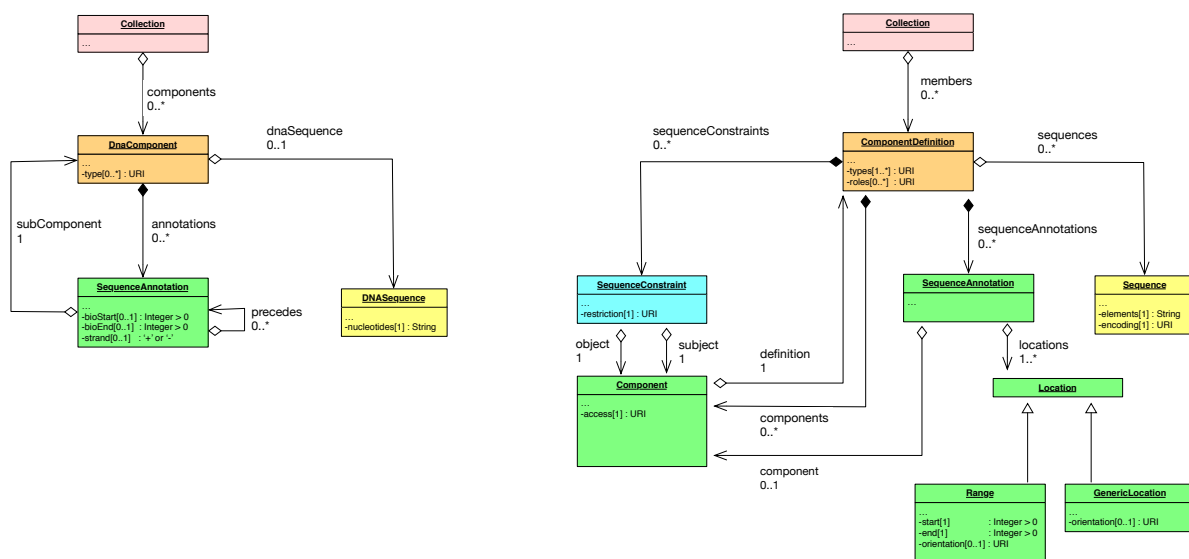 Collection
…
components
0..*
DnaComponent
…
-type[0..*] : URI
dnaSequence
0..1
subComponent
1
annotations
0..*
SequenceAnnotation
…
-bioStart[0..1] : Integer > 0
-bioEnd[0..1] : Integer > 0
-strand[0..1] : '+' or '-'
precedes
0..*
DNASequence
…
-nucleotides[1] : String
Collection
…
members
0..*
sequenceConstraints
0..*
ComponentDefinition
…
-types[1..*] : URI
-roles[0..*] : URI
sequences
0..*
sequenceAnnotations
0..*
SequenceConstraint
…
-restriction[1] : URI
SequenceAnnotation
…
Sequence
…
-elements[1] : String
-encoding[1] : URI
object
1
subject
1
definition
1
locations
1..*
Component
…
-access[1] : URI
Location
components
0..*
component
0..1
Range
…
-start[1] : Integer > 0
-end[1] : Integer > 0
-orientation[0..1] : URI
GenericLocation
…
-orientation[0..1] : URI